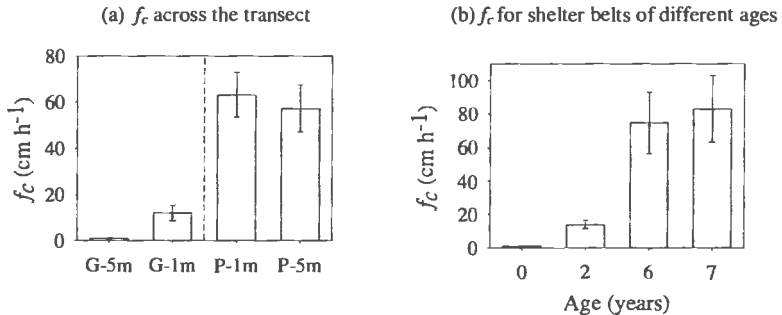 (a) fc across the transect
80
60
40
20
0
fc (cm h-1)
G-5m G-1m P-1m P-5m
(b) fc for shelter belts of different ages
100
80
60
40
20
0
fc (cm h-1)
0 2 6 7
Age (years)